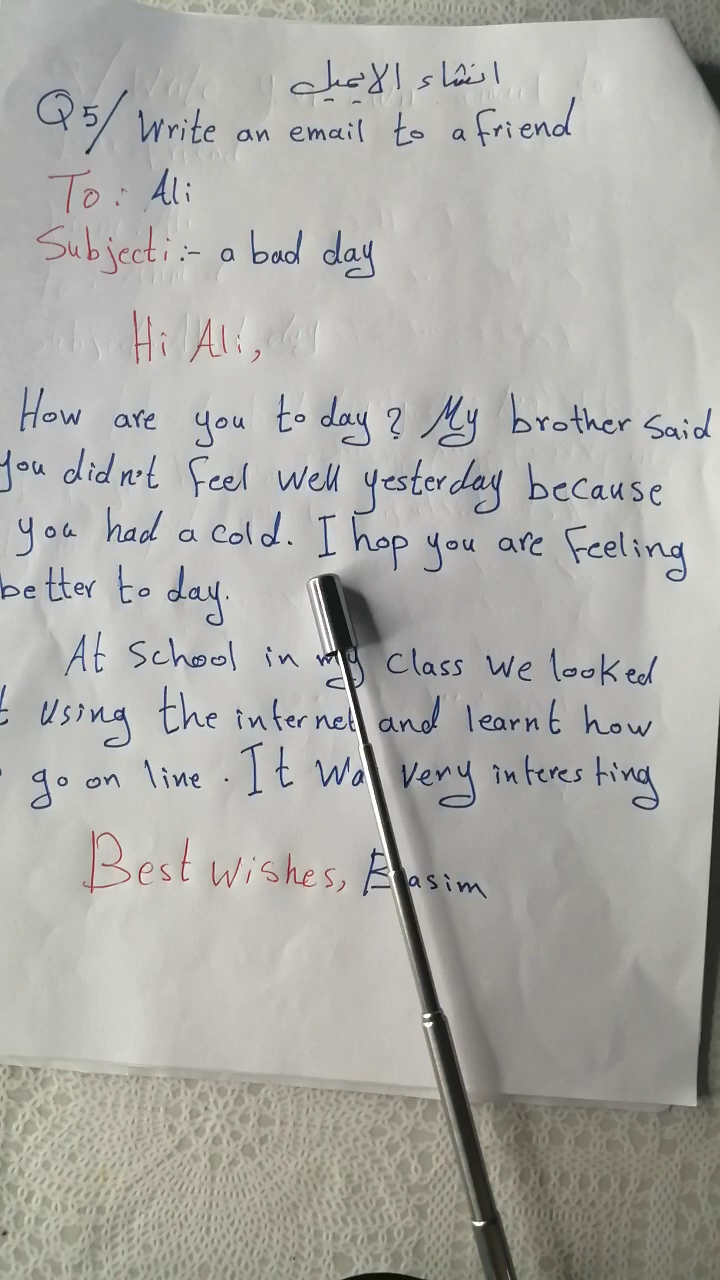 انشاء الايميل
Q5/ Write an email to a friend
To: Ali
Subject:- a bad day
Hi Ali,
How are you to day? My brother said
you didn't feel well yesterday because
you had a cold. I hop you are feeling
better to day.
At school in my class we looked
using the internet and learnt how
go on line. It very interesting
Best wishes, Basim